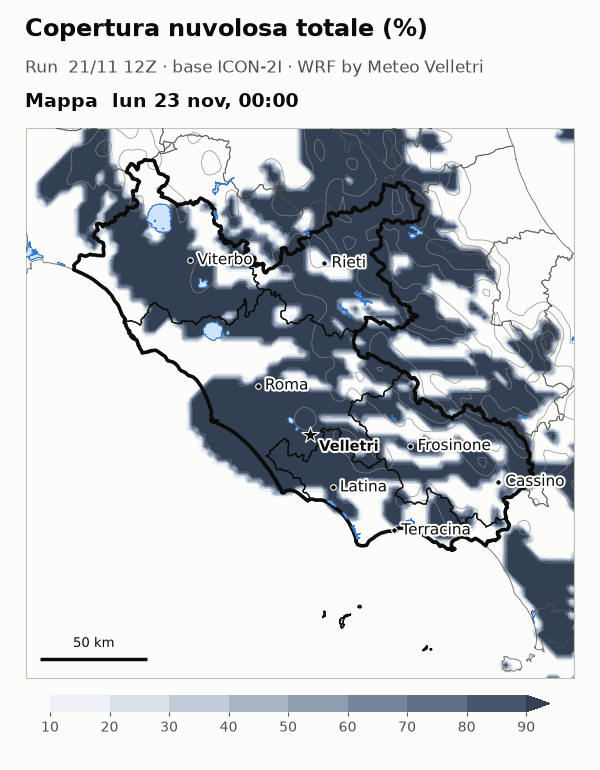 Copertura nuvolosa totale (%)
Run  21/11 12Z · base ICON-2I · WRF by Meteo Velletri
Mappa  lun 23 nov, 00:00
Viterbo
Rieti
Roma
Velletri
Frosinone
Latina
Cassino
Terracina
50 km
10 20 30 40 50 60 70 80 90